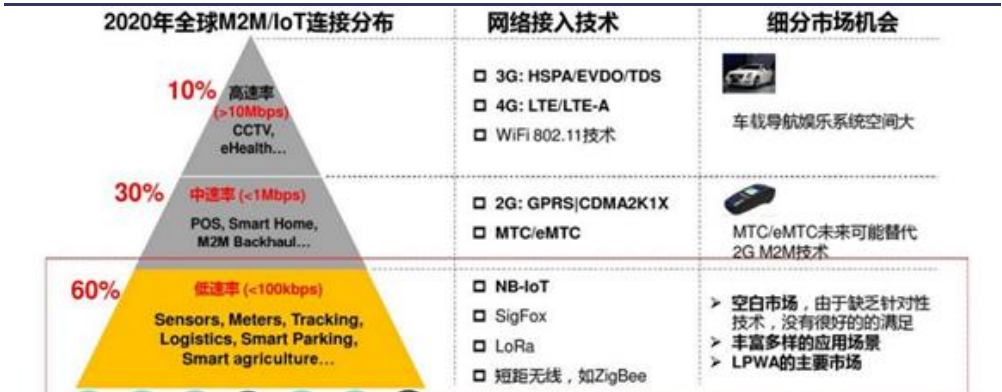 2020年全球M2M/IoT连接分布
网络接入技术
细分市场机会
10%
高速率
(>10Mbps)
CCTV,
eHealth...
3G: HSPA/EVDO/TDS
4G: LTE/LTE-A
WiFi 802.11技术
车载导航娱乐系统空间大
30%
中速率 (<1Mbps)
POS, Smart Home,
M2M Backhaul...
2G: GPRS|CDMA2K1X
MTC/eMTC
MTC/eMTC未来可能替代
2G M2M技术
60%
低速率 (<100kbps)
Sensors, Meters, Tracking,
Logistics, Smart Parking,
Smart agriculture...
NB-IoT
SigFox
LoRa
短距无线，如ZigBee
空白市场，由于缺乏针对性
技术，没有很好的的满足
丰富多样的应用场景
LPWA的主要市场